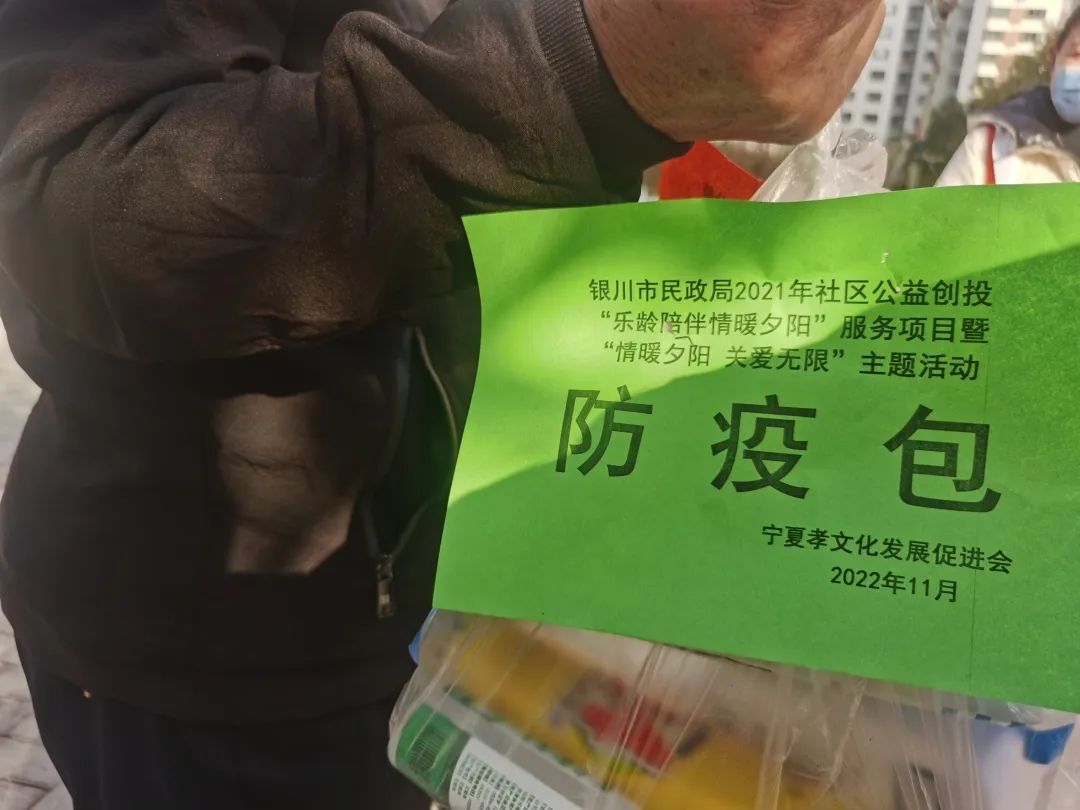 银川市民政局2021年社区公益创投
“乐龄陪伴情暖夕阳”服务项目暨
“情暖夕阳 关爱无限”主题活动
防疫包
宁夏孝文化发展促进会
2022年11月